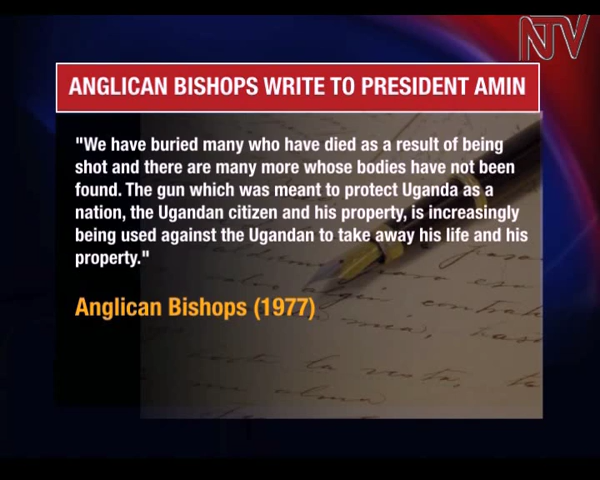 NTV
ANGLICAN BISHOPS WRITE TO PRESIDENT AMIN
"We have buried many who have died as a result of being
shot and there are many more whose bodies have not been
found. The gun which was meant to protect Uganda as a
nation, the Ugandan citizen and his property, is increasingly
being used against the Ugandan to take away his life and his
property."
Anglican Bishops (1977)